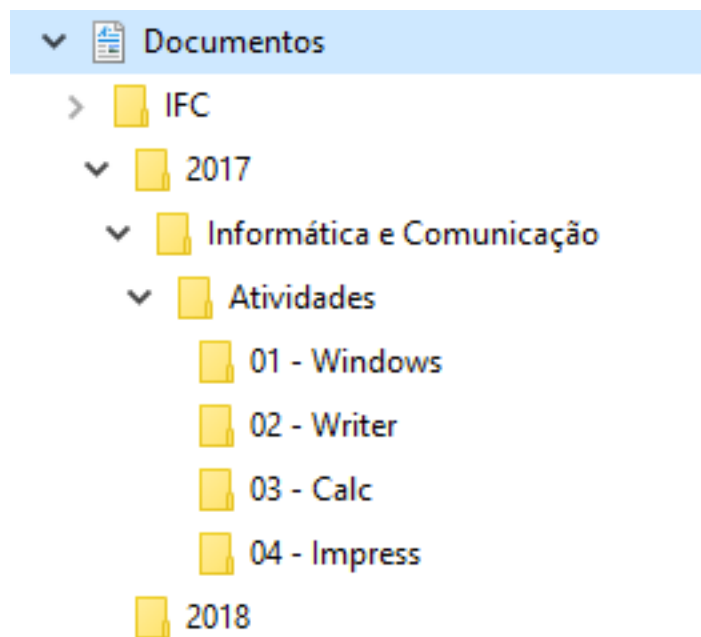 Documentos
IFC
2017
Informática e Comunicação
Atividades
01 - Windows
02 - Writer
03 - Calc
04 - Impress
2018